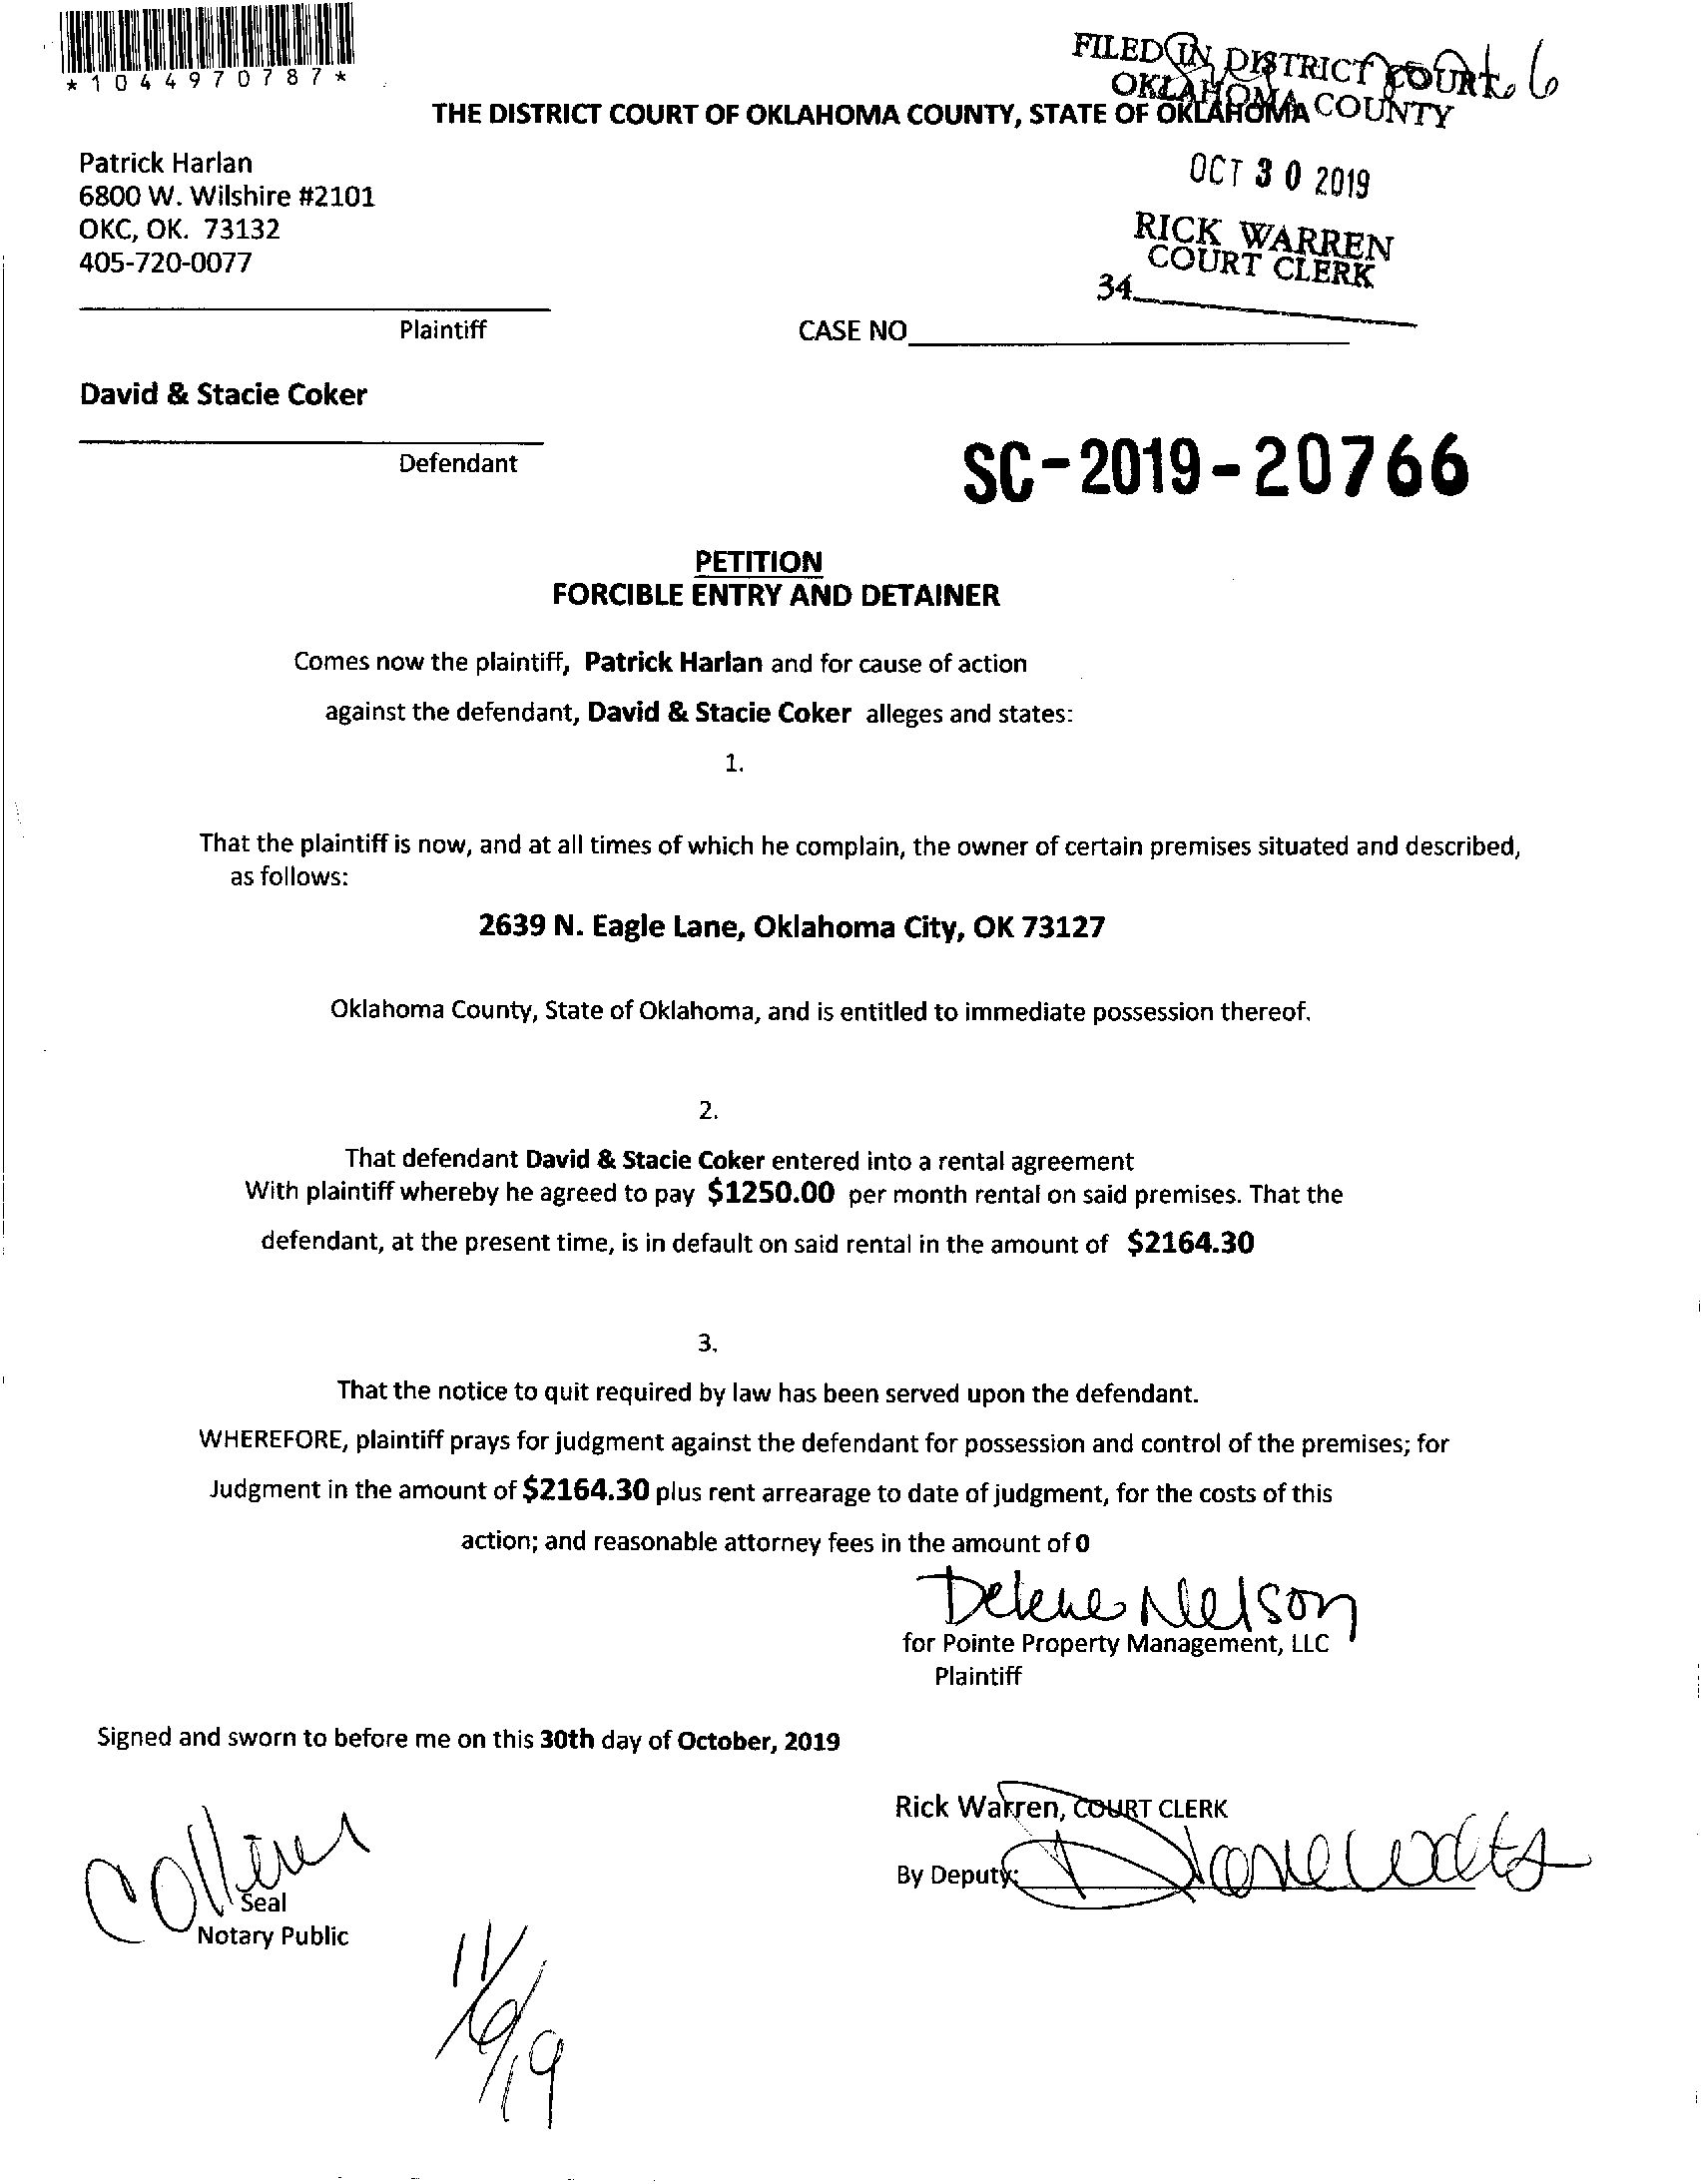 *1044970787*
FILED IN DISTRICT COURT
OKLAHOMA COUNTY
THE DISTRICT COURT OF OKLAHOMA COUNTY, STATE OF OKLAHOMA
Patrick Harlan
6800 W. Wilshire #2101
OKC, OK. 73132
405-720-0077
OCT 30 2019
RICK WARREN
COURT CLERK
34
Plaintiff
CASE NO
David & Stacie Coker
Defendant
SC-2019-20766
PETITION
FORCIBLE ENTRY AND DETAINER
Comes now the plaintiff, Patrick Harlan and for cause of action
against the defendant, David & Stacie Coker alleges and states:
1.
That the plaintiff is now, and at all times of which he complain, the owner of certain premises situated and described,
as follows:
2639 N. Eagle Lane, Oklahoma City, OK 73127
Oklahoma County, State of Oklahoma, and is entitled to immediate possession thereof.
2.
That defendant David & Stacie Coker entered into a rental agreement
With plaintiff whereby he agreed to pay $1250.00 per month rental on said premises. That the
defendant, at the present time, is in default on said rental in the amount of $2164.30
3.
That the notice to quit required by law has been served upon the defendant.
WHEREFORE, plaintiff prays for judgment against the defendant for possession and control of the premises; for
Judgment in the amount of $2164.30 plus rent arrearage to date of judgment, for the costs of this
action; and reasonable attorney fees in the amount of 0
Delene Nelson
for Pointe Property Management, LLC
Plaintiff
Signed and sworn to before me on this 30th day of October, 2019
Rick Warren, COURT CLERK
By Deputy:
Seal
Notary Public
11/6/19